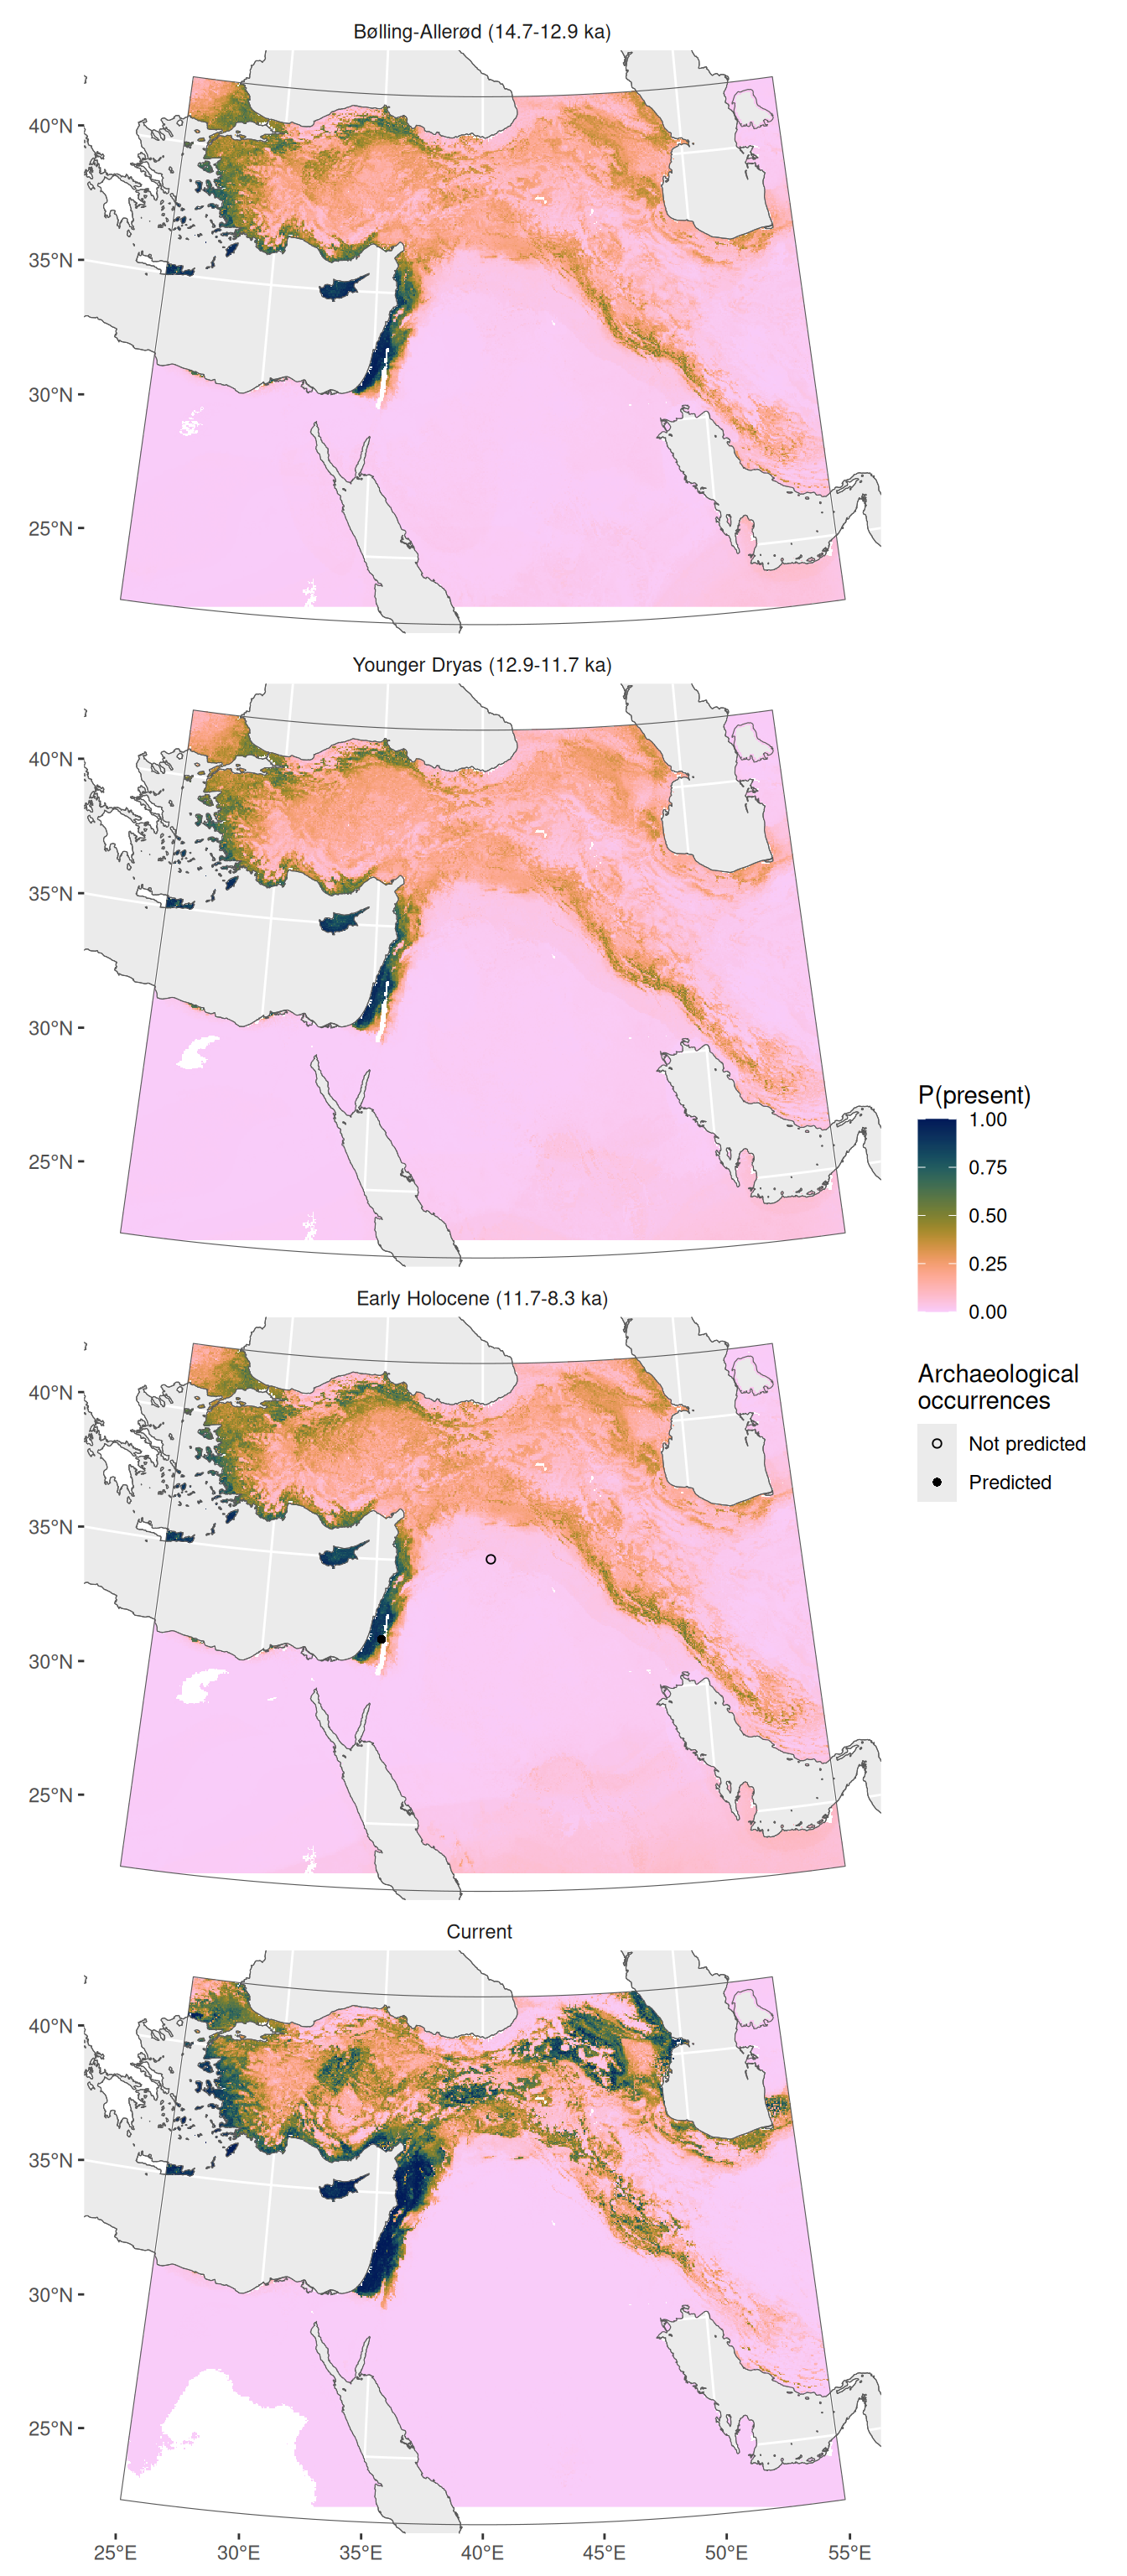 Bølling-Allerød (14.7-12.9 ka)
40°N
35°N
30°N
25°N
Younger Dryas (12.9-11.7 ka)
40°N
35°N
30°N
25°N
P(present)
1.00
0.75
0.50
0.25
0.00
Early Holocene (11.7-8.3 ka)
40°N
35°N
30°N
25°N
Archaeological
occurrences
Not predicted
Predicted
Current
40°N
35°N
30°N
25°N
25°E 30°E 35°E 40°E 45°E 50°E 55°E